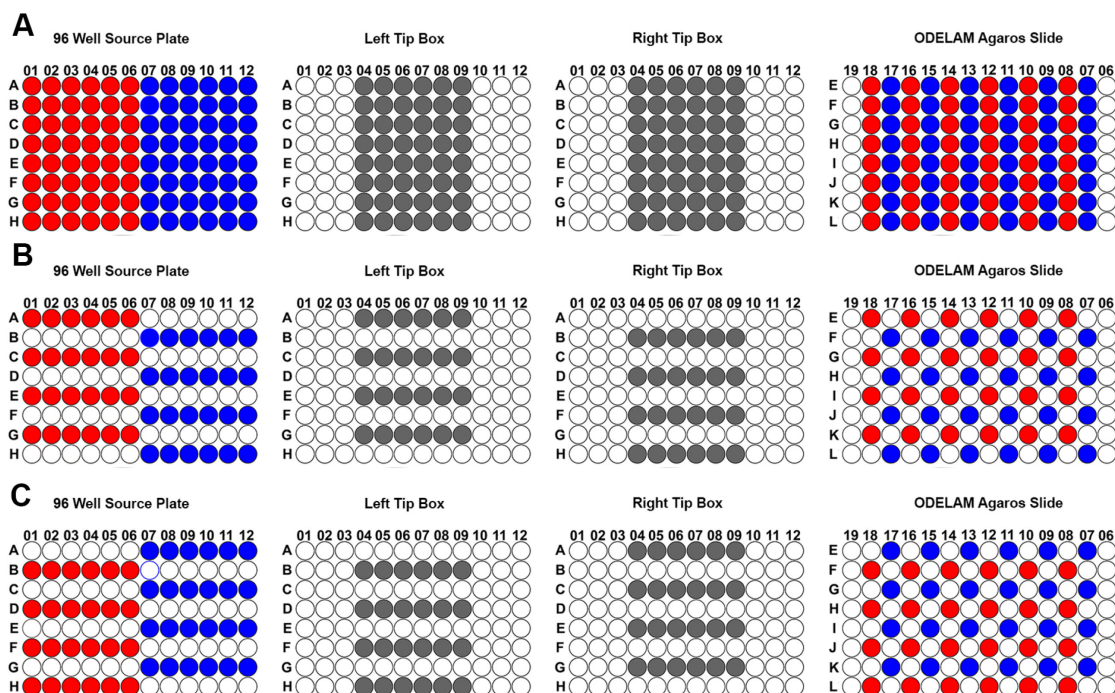 A
96 Well Source Plate Left Tip Box Right Tip Box ODELAM Agaros Slide
01 02 03 04 05 06 07 08 09 10 11 12 01 02 03 04 05 06 07 08 09 10 11 12 01 02 03 04 05 06 07 08 09 10 11 12 19 18 17 16 15 14 13 12 11 10 09 08 07 06
A A A E
B B B F
C C C G
D D D H
E E E I
F F F J
G G G K
H H H L
B
96 Well Source Plate Left Tip Box Right Tip Box ODELAM Agaros Slide
01 02 03 04 05 06 07 08 09 10 11 12 01 02 03 04 05 06 07 08 09 10 11 12 01 02 03 04 05 06 07 08 09 10 11 12 19 18 17 16 15 14 13 12 11 10 09 08 07 06
A A A E
B B B F
C C C G
D D D H
E E E I
F F F J
G G G K
H H H L
C
96 Well Source Plate Left Tip Box Right Tip Box ODELAM Agaros Slide
01 02 03 04 05 06 07 08 09 10 11 12 01 02 03 04 05 06 07 08 09 10 11 12 01 02 03 04 05 06 07 08 09 10 11 12 19 18 17 16 15 14 13 12 11 10 09 08 07 06
A A A E
B B B F
C C C G
D D D H
E E E I
F F F J
G G G K
H H H L